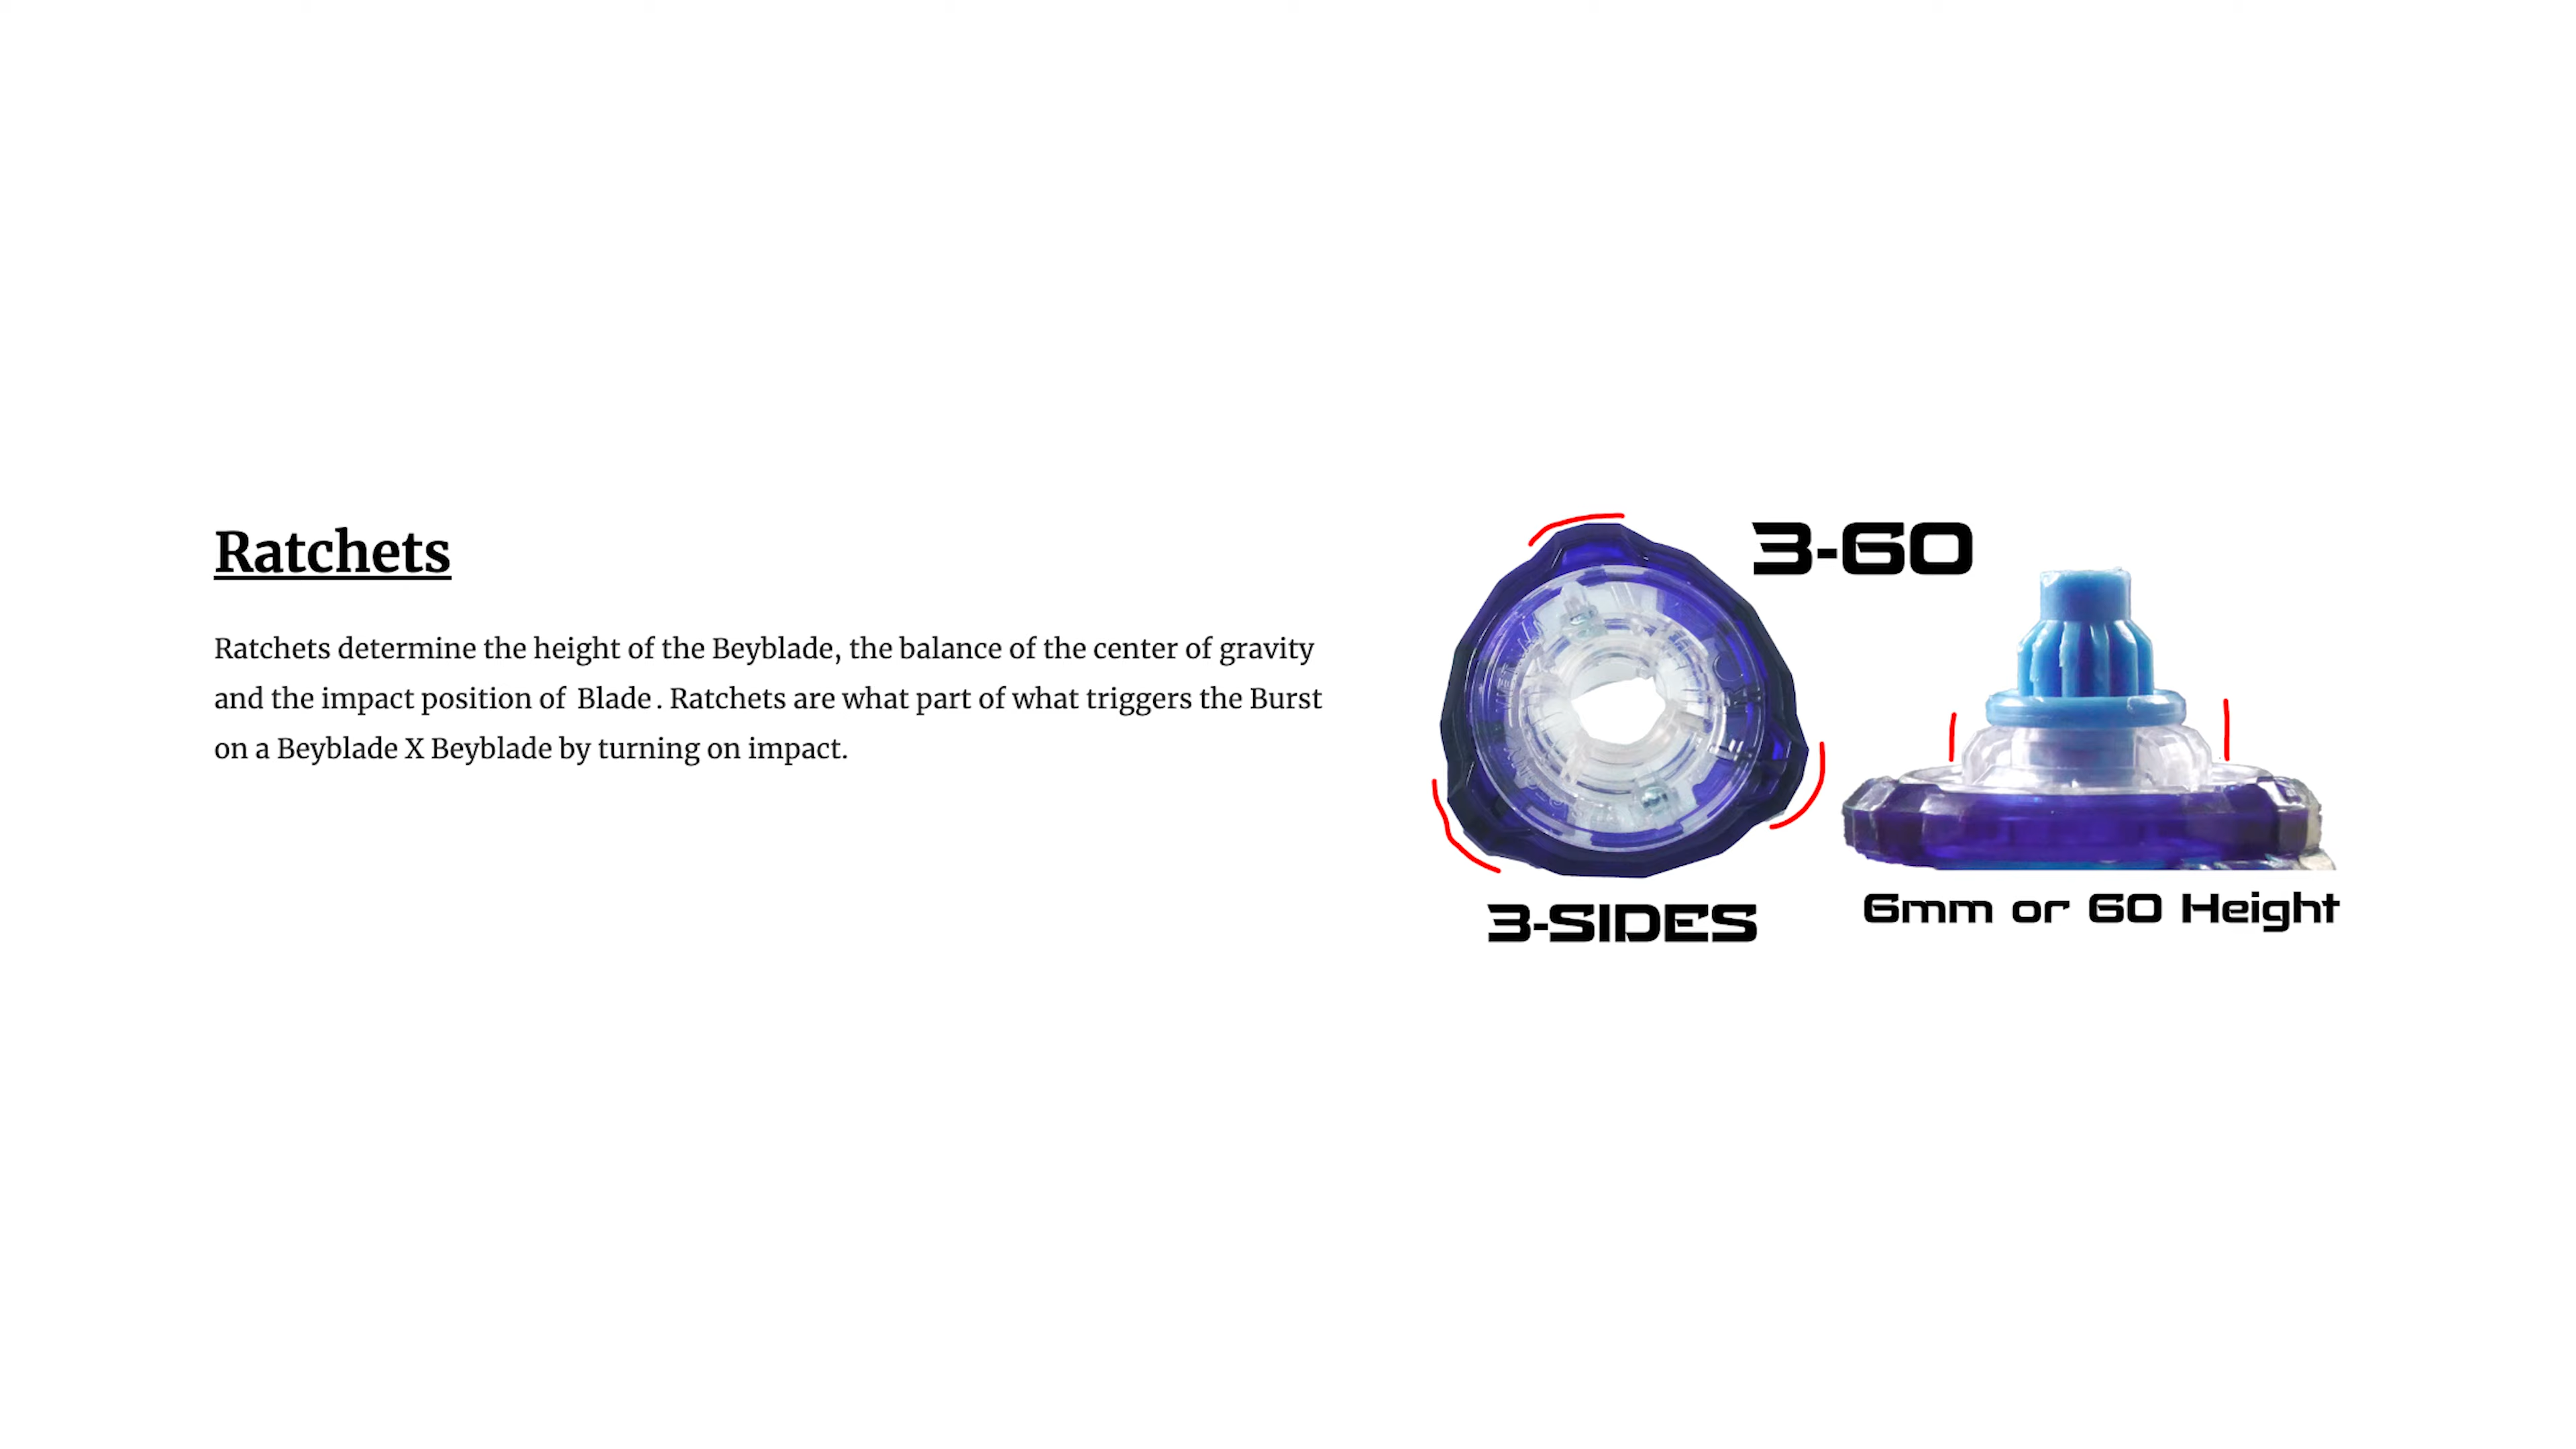 Ratchets
Ratchets determine the height of the Beyblade, the balance of the center of gravity
and the impact position of Blade. Ratchets are what part of what triggers the Burst
on a Beyblade X Beyblade by turning on impact.
3-60
3-SIDES
6mm or 60 Height